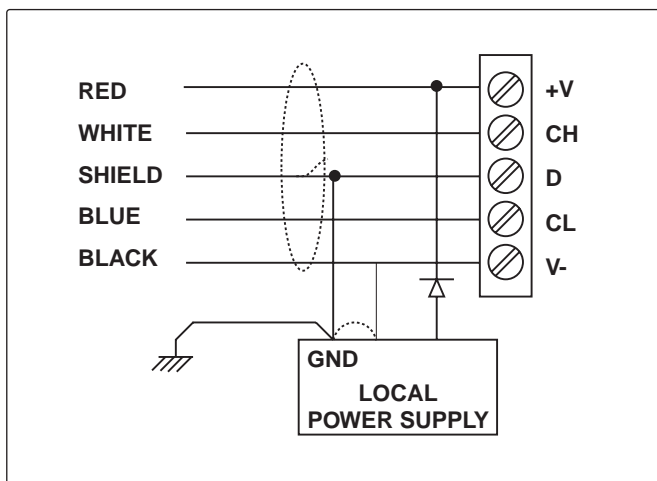 RED
+V
WHITE
CH
SHIELD
D
BLUE
CL
BLACK
V-
GND
LOCAL
POWER SUPPLY